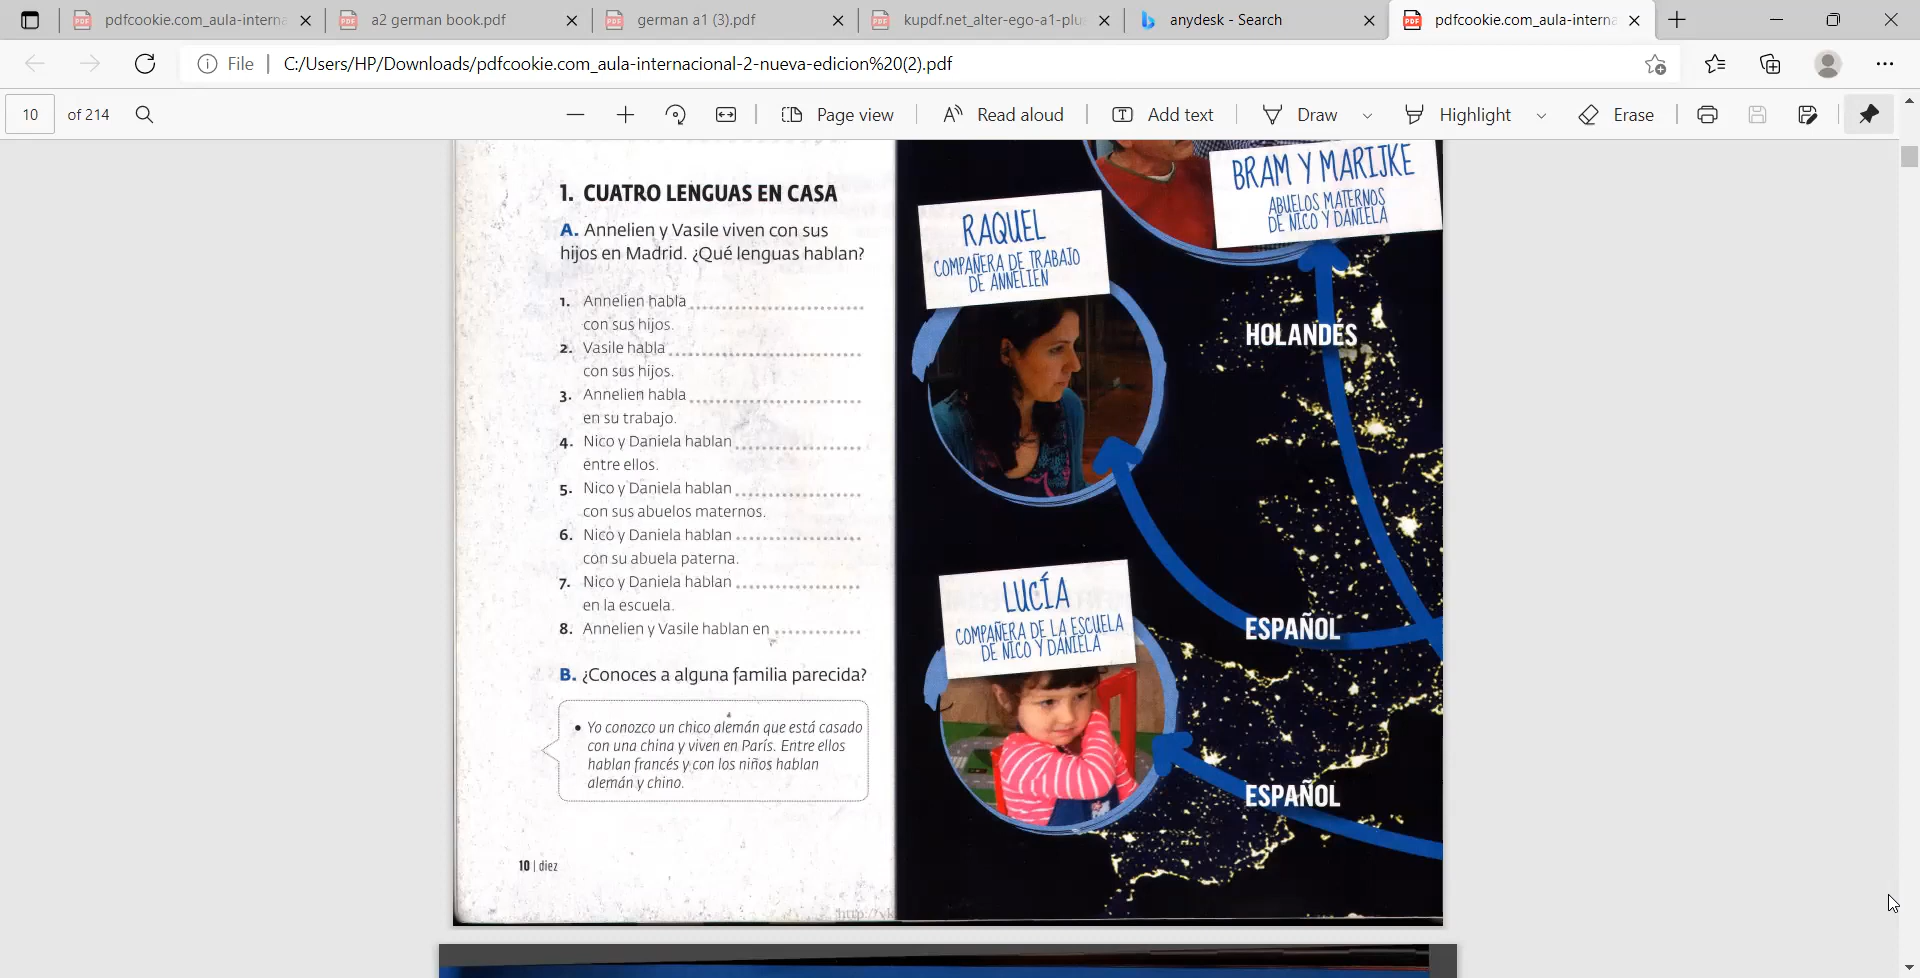 pdfcookie.com_aula-interna
a2 german book.pdf
german a1 (3).pdf
kupdf.net_alter-ego-a1-plu
anydesk - Search
pdfcookie.com_aula-interna
File
C:/Users/HP/Downloads/pdfcookie.com_aula-internacional-2-nueva-edicion%20(2).pdf
10 of 214
Page view
Read aloud
Add text
Draw
Highlight
Erase
1. CUATRO LENGUAS EN CASA
A. Annelien y Vasile viven con sus
hijos en Madrid. ¿Qué lenguas hablan?
1. Annelien habla
con sus hijos.
2. Vasile habla
con sus hijos.
3. Annelien habla
en su trabajo.
4. Nico y Daniela hablan
entre ellos.
5. Nico y Daniela hablan
con sus abuelos maternos.
6. Nico y Daniela hablan
con su abuela paterna.
7. Nico y Daniela hablan
en la escuela.
8. Annelien y Vasile hablan en
B. ¿Conoces a alguna familia parecida?
• Yo conozco un chico alemán que está casado
con una china y viven en París. Entre ellos
hablan francés y con los niños hablan
alemán y chino.
10 | diez
BRAM Y MARIJKE
ABUELOS MATERNOS
DE NICO Y DANIELA
RAQUEL
COMPAÑERA DE TRABAJO
DE ANNELIEN
HOLANDÉS
ESPAÑOL
LUCÍA
COMPAÑERA DE LA ESCUELA
DE NICO Y DANIELA
ESPAÑOL